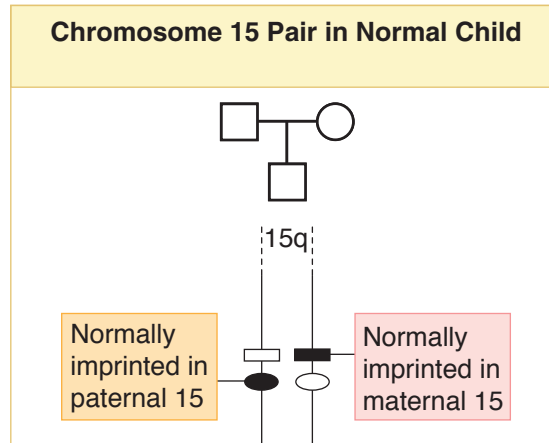 Chromosome 15 Pair in Normal Child
15q
Normally
imprinted in
paternal 15
Normally
imprinted in
maternal 15